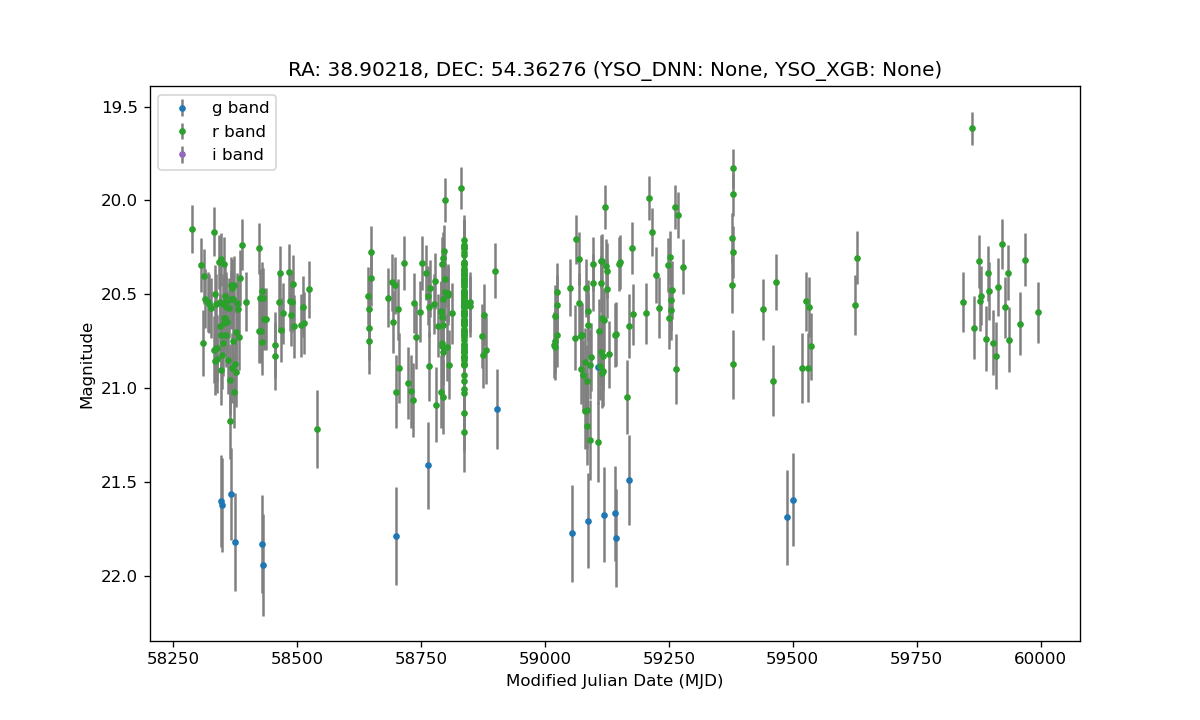 RA: 38.90218, DEC: 54.36276 (YSO_DNN: None, YSO_XGB: None)
g band
r band
i band
19.5
20.0
20.5
21.0
21.5
22.0
Magnitude
58250
58500
58750
59000
59250
59500
59750
60000
Modified Julian Date (MJD)